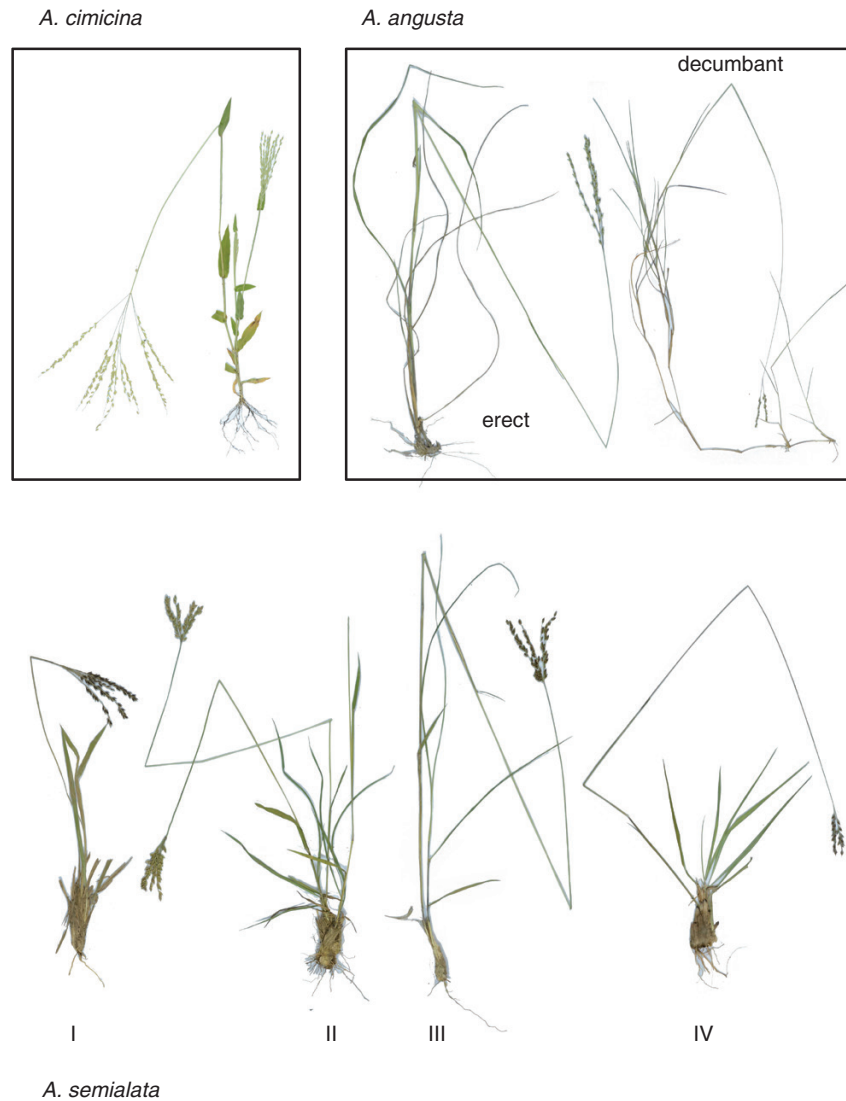 A. cimicina
A. angusta
decumbant
erect
I
II
III
IV
A. semialata